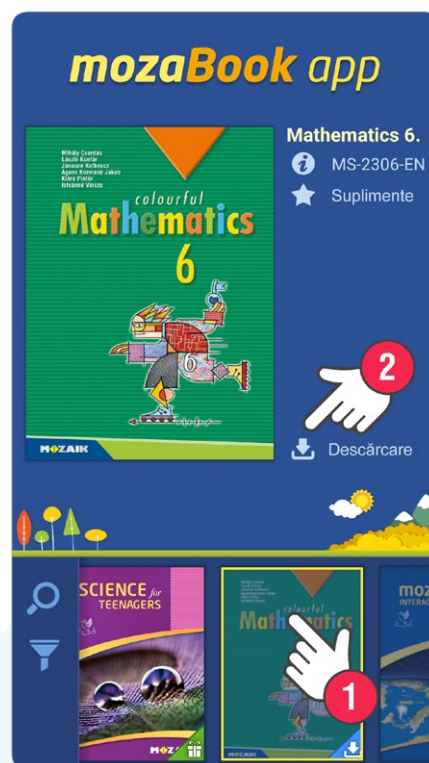 mozaBook app
Mathematics 6.
MS-2306-EN
Suplimente
Mihály Csordás
László Konfár
Jánosné Kothencz
Ágnes Kozmáné Jakab
Klára Pintér
Istvánné Vincze
colourful
Mathematics
6
6
MOZAIK
2
Descărcare
SCIENCE for
TEENAGERS
colourful
Mathematics
MOZAIK
1